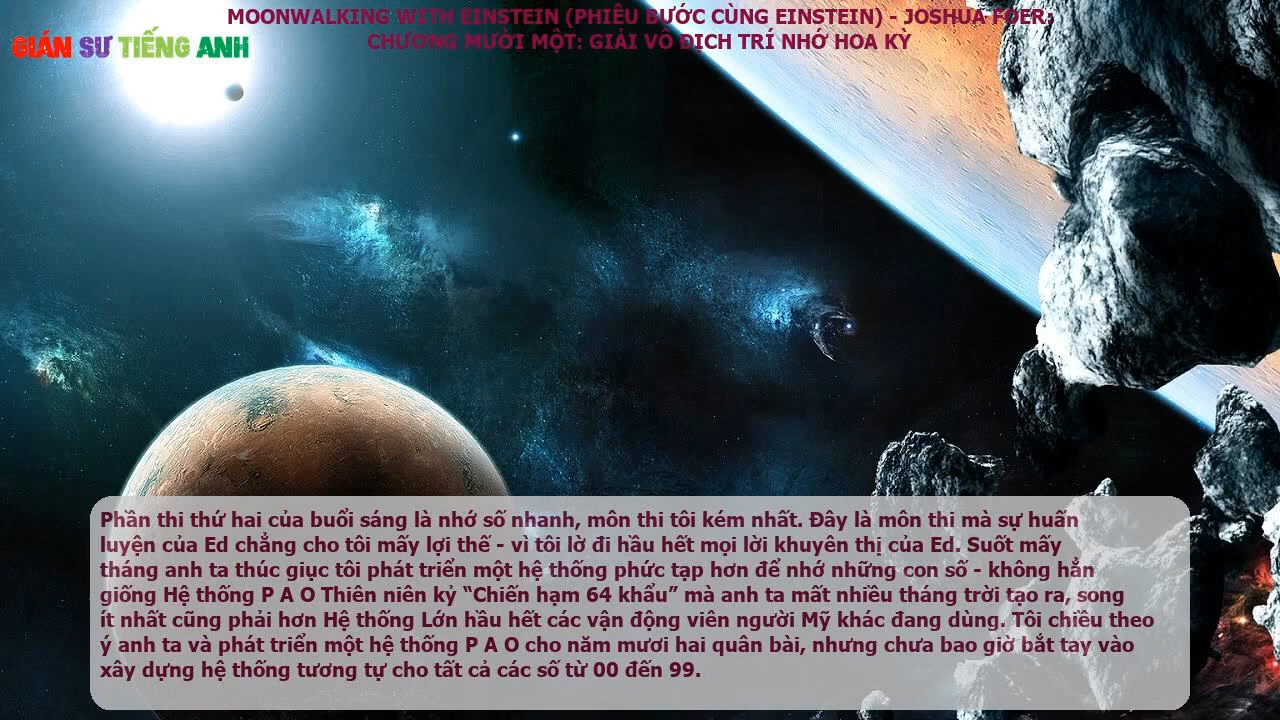 MOONWALKING WITH EINSTEIN (PHIÊU BƯỚC CÙNG EINSTEIN) - JOSHUA FOER:
CHƯƠNG MƯỜI MỘT: GIẢI VÔ ĐỊCH TRÍ NHỚ HOA KỲ
GIÁN SƯ TIẾNG ANH
Phần thi thứ hai của buổi sáng là nhớ số nhanh, môn thi tôi kém nhất. Đây là môn thi mà sự huấn
luyện của Ed chẳng cho tôi mấy lợi thế - vì tôi lờ đi hầu hết mọi lời khuyên thị của Ed. Suốt mấy
tháng anh ta thúc giục tôi phát triển một hệ thống phức tạp hơn để nhớ những con số - không hẳn
giống Hệ thống P A O Thiên niên kỷ “Chiến hạm 64 khẩu” mà anh ta mất nhiều tháng trời tạo ra, song
ít nhất cũng phải hơn Hệ thống Lớn hầu hết các vận động viên người Mỹ khác đang dùng. Tôi chiều theo
ý anh ta và phát triển một hệ thống P A O cho năm mươi hai quân bài, nhưng chưa bao giờ bắt tay vào
xây dựng hệ thống tương tự cho tất cả các số từ 00 đến 99.